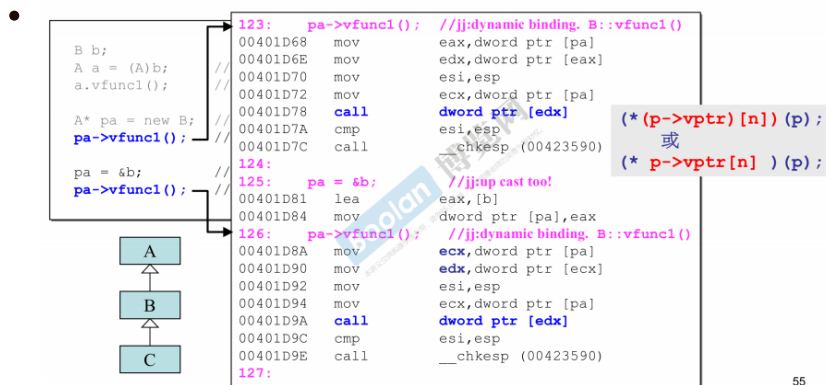 B b;
A a = (A)b; //
a.vfunc1(); //
A* pa = new B; //
pa->vfunc1(); //
pa = &b; //
pa->vfunc1(); //
A
B
C
123: pa->vfunc1(); //jj:dynamic binding. B::vfunc1()
00401D68 mov eax,dword ptr [pa]
00401D6E mov edx,dword ptr [eax]
00401D70 mov esi,esp
00401D72 mov ecx,dword ptr [pa]
00401D78 call dword ptr [edx]
00401D7A cmp esi,esp
00401D7C call __chkesp (00423590)
124:
125: pa = &b; //jj:up cast too!
00401D81 lea eax,[b]
00401D84 mov dword ptr [pa],eax
126: pa->vfunc1(); //jj:dynamic binding. B::vfunc1()
00401D8A mov ecx,dword ptr [pa]
00401D90 mov edx,dword ptr [ecx]
00401D92 mov esi,esp
00401D94 mov ecx,dword ptr [pa]
00401D9A call dword ptr [edx]
00401D9C cmp esi,esp
00401D9E call __chkesp (00423590)
127:
(*(p->vptr)[n])(p);
或
(* p->vptr[n] )(p);
Boolan 博览网
55